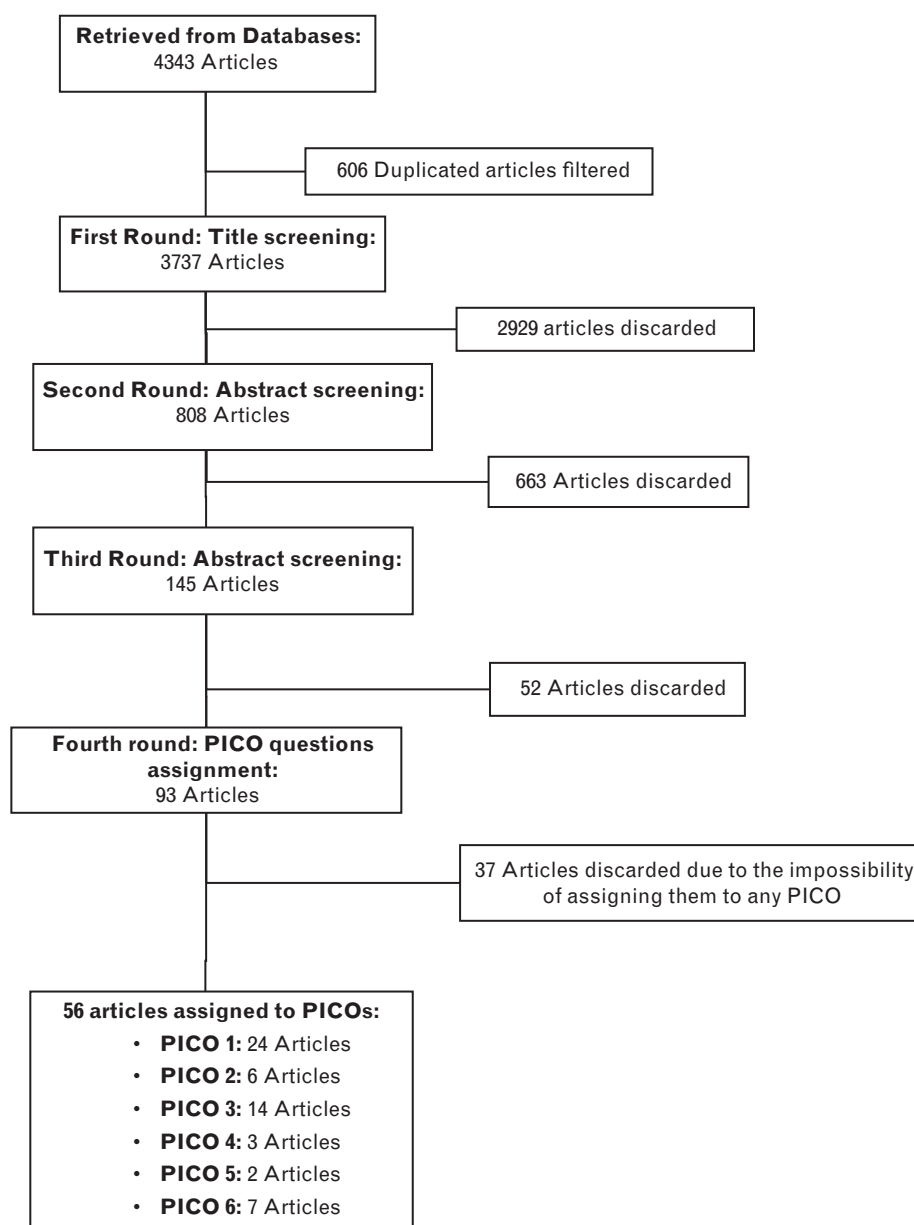 Retrieved from Databases:
4343 Articles
606 Duplicated articles filtered
First Round: Title screening:
3737 Articles
2929 articles discarded
Second Round: Abstract screening:
808 Articles
663 Articles discarded
Third Round: Abstract screening:
145 Articles
52 Articles discarded
Fourth round: PICO questions
assignment:
93 Articles
37 Articles discarded due to the impossibility
of assigning them to any PICO
56 articles assigned to PICOs:
• PICO 1: 24 Articles
• PICO 2: 6 Articles
• PICO 3: 14 Articles
• PICO 4: 3 Articles
• PICO 5: 2 Articles
• PICO 6: 7 Articles